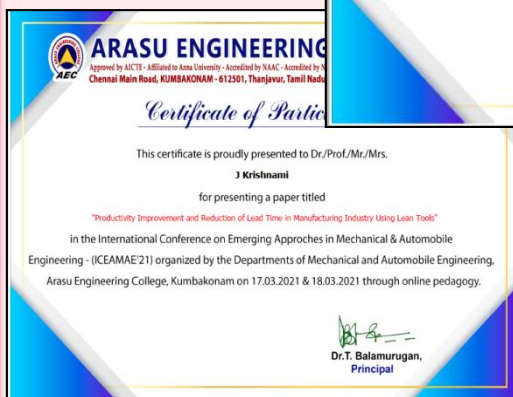 ARASU ENGINEERING
Approved by AICTE - Affiliated to Anna University - Accredited by NAAC - Accredited by
Chennai Main Road, KUMBAKONAM - 612501, Thanjavur, Tamil Nadu
AEC
Certificate of
This certificate is proudly presented to Dr./Prof./Mr./Mrs.
J Krishnami
for presenting a paper titled
"Productivity Improvement and Reduction of Lead Time in Manufacturing Industry Using Lean Tools"
in the International Conference on Emerging Approches in Mechanical & Automobile
Engineering - (ICEAMAE'21) organized by the Departments of Mechanical and Automobile Engineering,
Arasu Engineering College, Kumbakonam on 17.03.2021 & 18.03.2021 through online pedagogy.
Dr.T. Balamurugan,
Principal